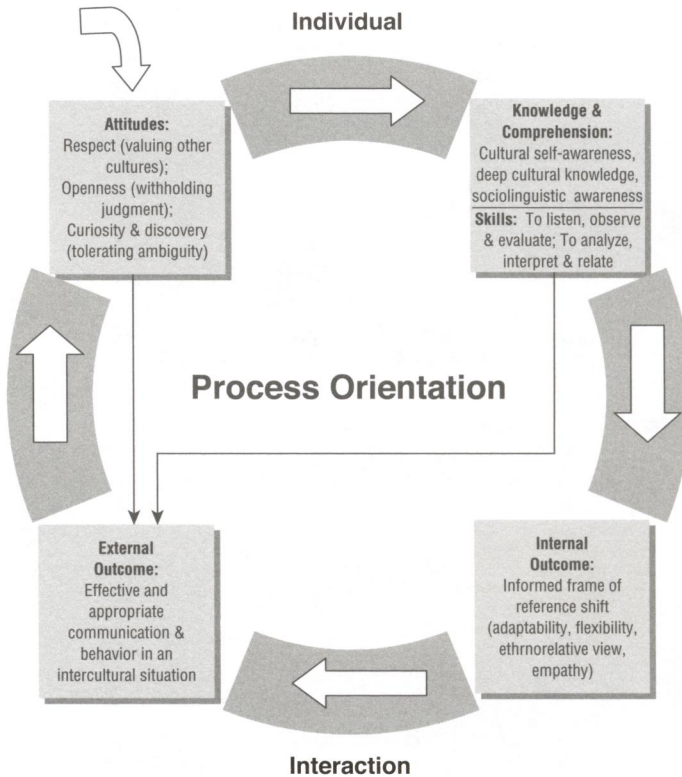 Individual
Attitudes:
Respect (valuing other
cultures);
Openness (withholding
judgment);
Curiosity & discovery
(tolerating ambiguity)
Knowledge &
Comprehension:
Cultural self-awareness,
deep cultural knowledge,
sociolinguistic awareness
Skills: To listen, observe
& evaluate; To analyze,
interpret & relate
Process Orientation
External
Outcome:
Effective and
appropriate
communication &
behavior in an
intercultural situation
Internal
Outcome:
Informed frame of
reference shift
(adaptability, flexibility,
ethrnorelative view,
empathy)
Interaction